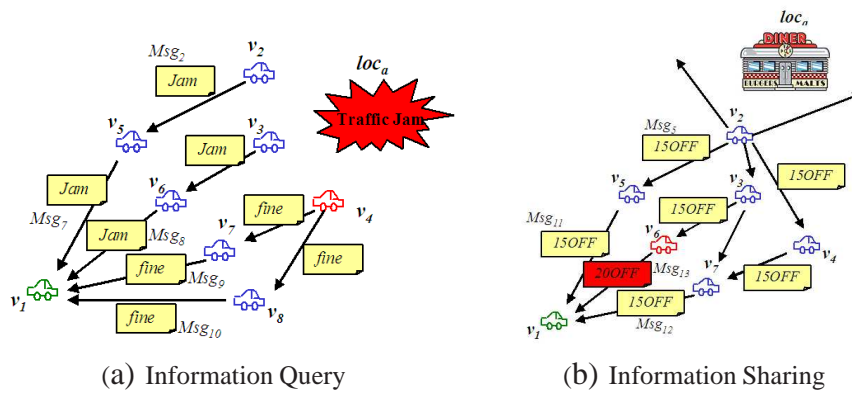 Msg2
v2
Jam
loca
Traffic Jam
v5
v3
Jam
Jam
v6
fine
v4
Msg7
Jam
Msg8
v7
fine
fine
Msg9
v1
fine
Msg10
v8
(a) Information Query
loca
DINER
BURGERS
MALTS
v2
Msg5
15OFF
v5
v3
15OFF
15OFF
Msg11
v6
15OFF
v4
20OFF
Msg13
v7
15OFF
15OFF
v1
Msg12
(b) Information Sharing